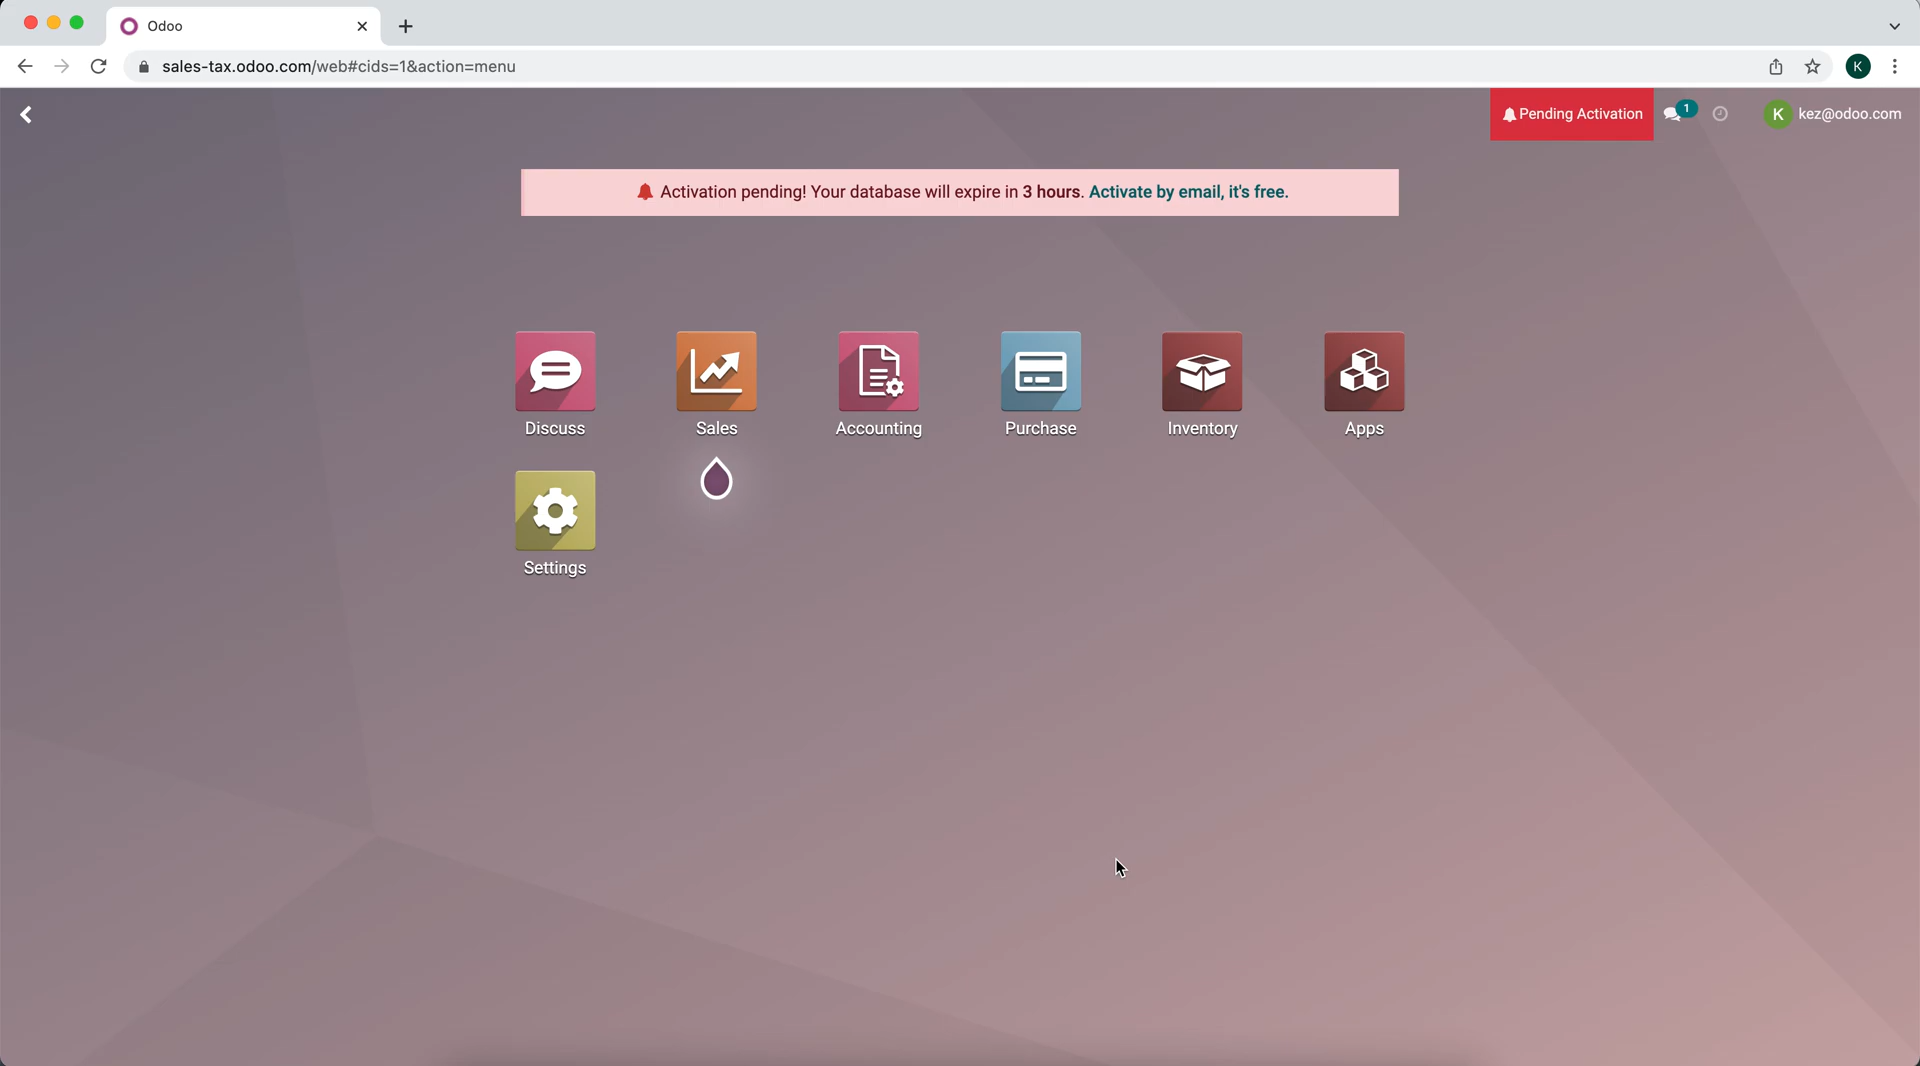 Odoo
sales-tax.odoo.com/web#cids=1&action=menu
K
Pending Activation
1
K
kez@odoo.com
Activation pending! Your database will expire in 3 hours. Activate by email, it's free.
Discuss
Sales
Accounting
Purchase
Inventory
Apps
Settings